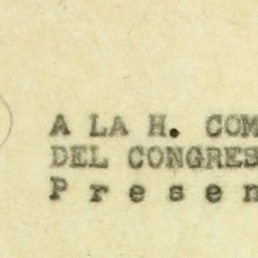 A LA H. COM
DEL CONGRES
P r e s e n